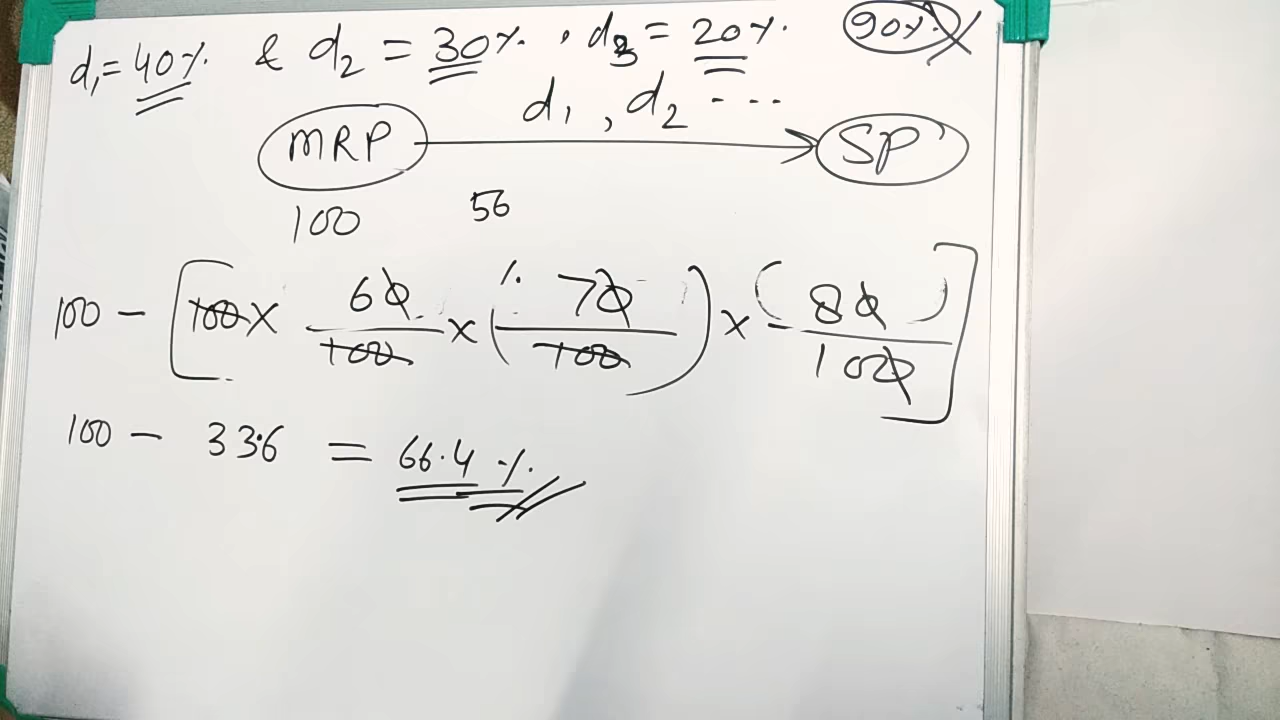 d₁ = 40%. & d₂ = 30%. , d₃ = 20%. 90%.
d₁, d₂ ---
MRP SP
100 56
100 - [100 × 60/100 × (%. 70/100) × (80)/100]
100 - 33.6 = 66.4 %.